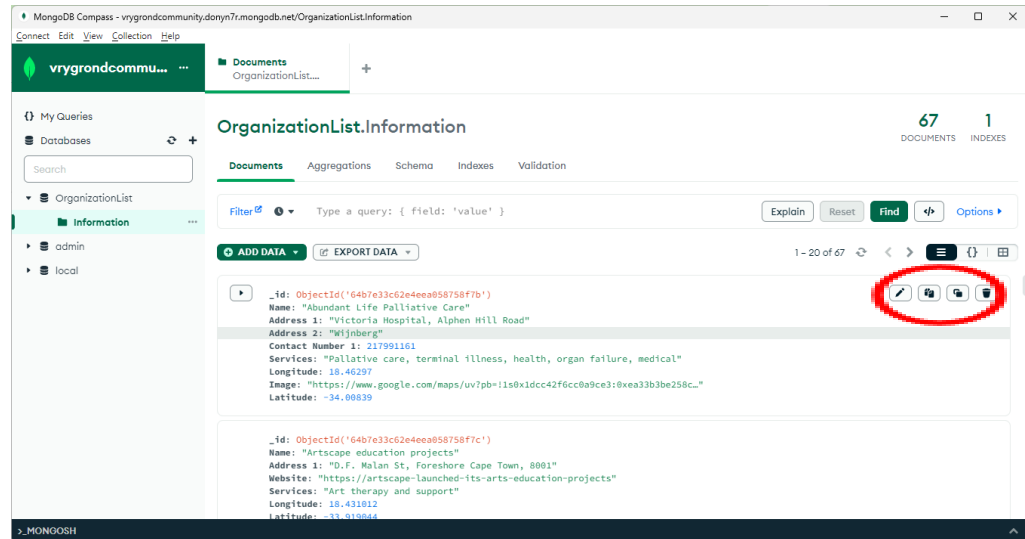 MongoDB Compass - vrygrondcommunity.donyn7r.mongodb.net/OrganizationList.Information
Connect Edit View Collection Help
vrygrondcommu... ...
Documents
OrganizationList....
My Queries
Databases
Search
OrganizationList
Information ...
admin
local
OrganizationList.Information
67
DOCUMENTS
1
INDEXES
Documents Aggregations Schema Indexes Validation
Filter Type a query: { field: 'value' } Explain Reset Find </> Options
ADD DATA EXPORT DATA 1 – 20 of 67 {}
_id: ObjectId('64b7e33c62e4eea058758f7b')
Name: "Abundant Life Palliative Care"
Address 1: "Victoria Hospital, Alphen Hill Road"
Address 2: "Wijnberg"
Contact Number 1: 217991161
Services: "Pallative care, terminal illness, health, organ failure, medical"
Longitude: 18.46297
Image: "https://www.google.com/maps/uv?pb=!1s0x1dcc42f6cc0a9ce3:0xea33b3be258c…"
Latitude: -34.00839
_id: ObjectId('64b7e33c62e4eea058758f7c')
Name: "Artscape education projects"
Address 1: "D.F. Malan St, Foreshore Cape Town, 8001"
Website: "https://artscape-launched-its-arts-education-projects"
Services: "Art therapy and support"
Longitude: 18.431012
Latitude: -33.919044
>_MONGOSH